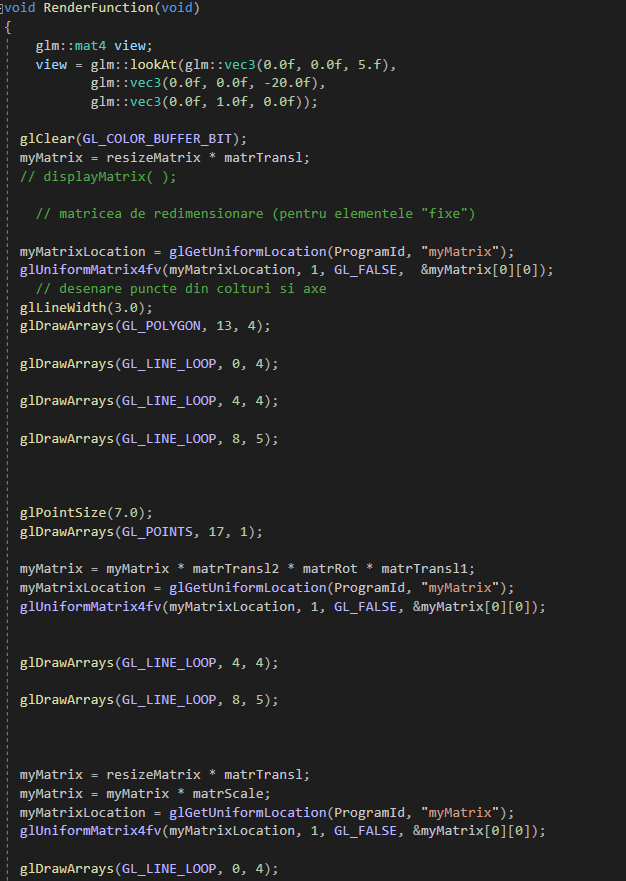 void RenderFunction(void)
{
glm::mat4 view;
view = glm::lookAt(glm::vec3(0.0f, 0.0f, 5.f),
glm::vec3(0.0f, 0.0f, -20.0f),
glm::vec3(0.0f, 1.0f, 0.0f));
glClear(GL_COLOR_BUFFER_BIT);
myMatrix = resizeMatrix * matrTransl;
// displayMatrix( );
// matricea de redimensionare (pentru elementele "fixe")
myMatrixLocation = glGetUniformLocation(ProgramId, "myMatrix");
glUniformMatrix4fv(myMatrixLocation, 1, GL_FALSE,  &myMatrix[0][0]);
// desenare puncte din colturi si axe
glLineWidth(3.0);
glDrawArrays(GL_POLYGON, 13, 4);
glDrawArrays(GL_LINE_LOOP, 0, 4);
glDrawArrays(GL_LINE_LOOP, 4, 4);
glDrawArrays(GL_LINE_LOOP, 8, 5);
glPointSize(7.0);
glDrawArrays(GL_POINTS, 17, 1);
myMatrix = myMatrix * matrTransl2 * matrRot * matrTransl1;
myMatrixLocation = glGetUniformLocation(ProgramId, "myMatrix");
glUniformMatrix4fv(myMatrixLocation, 1, GL_FALSE, &myMatrix[0][0]);
glDrawArrays(GL_LINE_LOOP, 4, 4);
glDrawArrays(GL_LINE_LOOP, 8, 5);
myMatrix = resizeMatrix * matrTransl;
myMatrix = myMatrix * matrScale;
myMatrixLocation = glGetUniformLocation(ProgramId, "myMatrix");
glUniformMatrix4fv(myMatrixLocation, 1, GL_FALSE, &myMatrix[0][0]);
glDrawArrays(GL_LINE_LOOP, 0, 4);